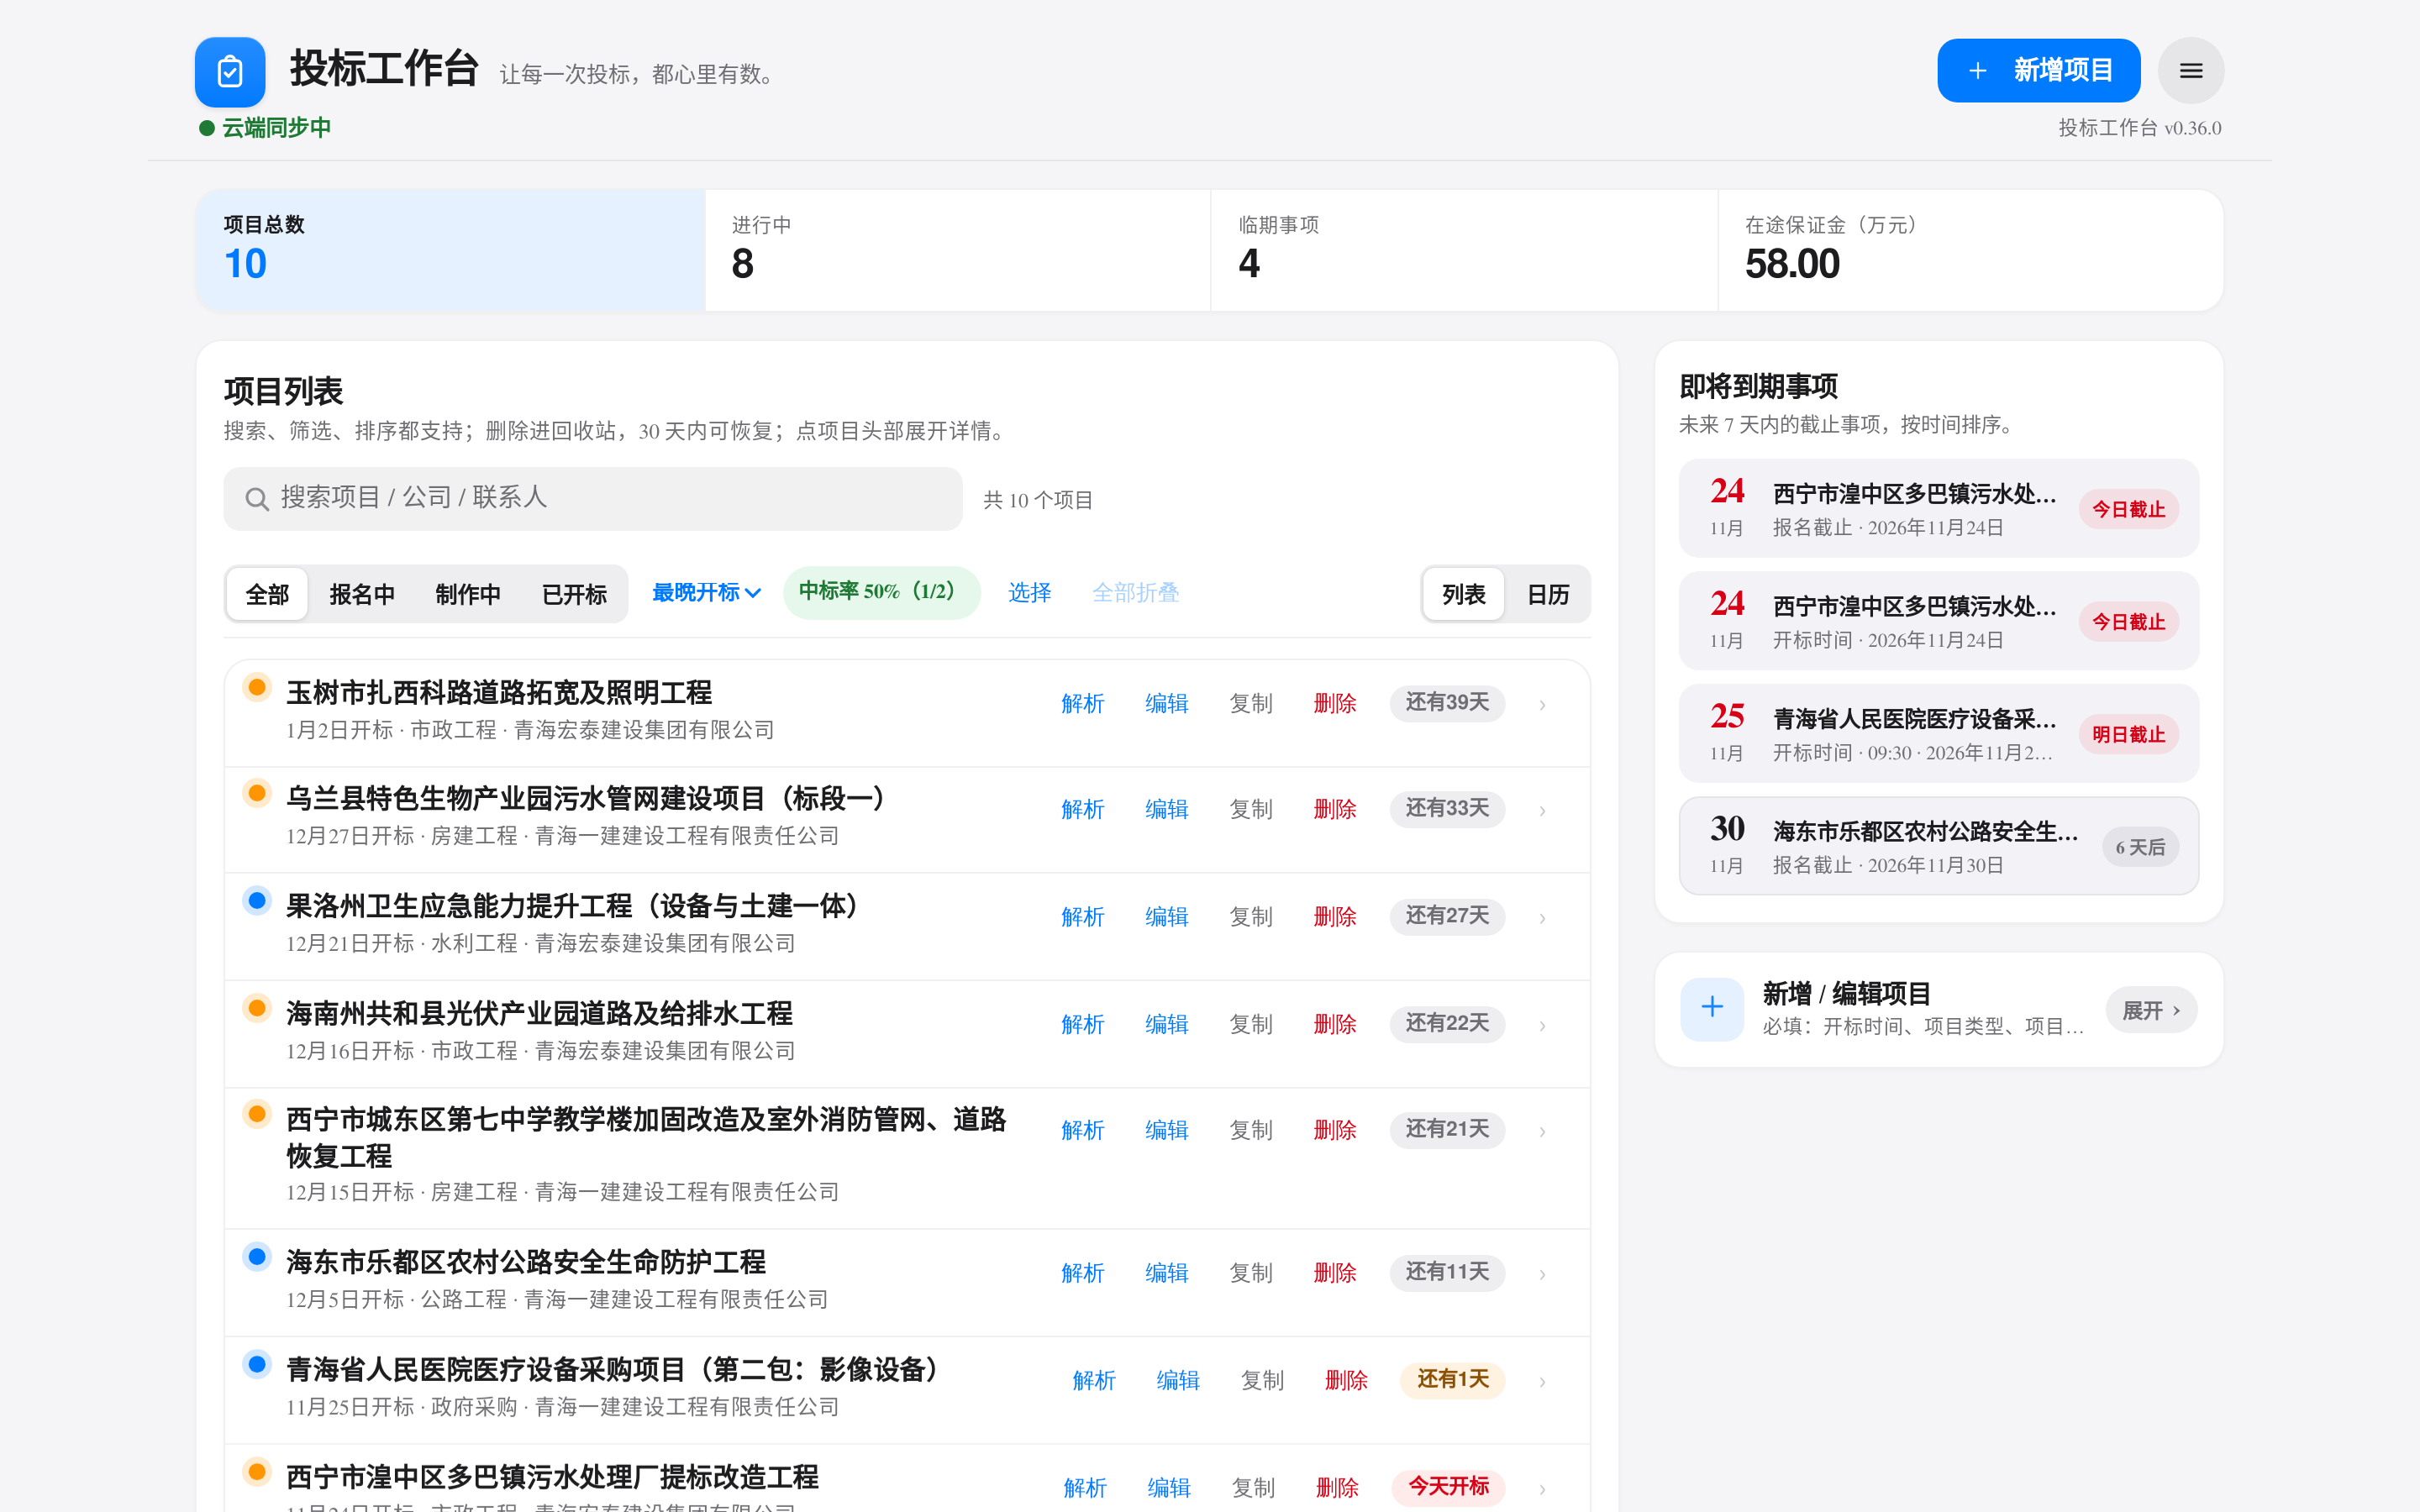 投标工作台 让每一次投标，都心里有数。
＋ 新增项目
云端同步中
投标工作台 v0.36.0
项目总数
10
进行中
8
临期事项
4
在途保证金（万元）
58.00
项目列表
搜索、筛选、排序都支持；删除进回收站，30 天内可恢复；点项目头部展开详情。
搜索项目 / 公司 / 联系人
共 10 个项目
全部 报名中 制作中 已开标 最晚开标 中标率 50%（1/2） 选择 全部折叠 列表 日历
玉树市扎西科路道路拓宽及照明工程
1月2日开标 · 市政工程 · 青海宏泰建设集团有限公司
解析 编辑 复制 删除 还有39天 ›
乌兰县特色生物产业园污水管网建设项目（标段一）
12月27日开标 · 房建工程 · 青海一建建设工程有限责任公司
解析 编辑 复制 删除 还有33天 ›
果洛州卫生应急能力提升工程（设备与土建一体）
12月21日开标 · 水利工程 · 青海宏泰建设集团有限公司
解析 编辑 复制 删除 还有27天 ›
海南州共和县光伏产业园道路及给排水工程
12月16日开标 · 市政工程 · 青海宏泰建设集团有限公司
解析 编辑 复制 删除 还有22天 ›
西宁市城东区第七中学教学楼加固改造及室外消防管网、道路
恢复工程
12月15日开标 · 房建工程 · 青海一建建设工程有限责任公司
解析 编辑 复制 删除 还有21天 ›
海东市乐都区农村公路安全生命防护工程
12月5日开标 · 公路工程 · 青海一建建设工程有限责任公司
解析 编辑 复制 删除 还有11天 ›
青海省人民医院医疗设备采购项目（第二包：影像设备）
11月25日开标 · 政府采购 · 青海一建建设工程有限责任公司
解析 编辑 复制 删除 还有1天 ›
西宁市湟中区多巴镇污水处理厂提标改造工程
11月24日开标 · 市政工程 · 青海宏泰建设集团有限公司
解析 编辑 复制 删除 今天开标 ›
即将到期事项
未来 7 天内的截止事项，按时间排序。
24
11月
西宁市湟中区多巴镇污水处...
报名截止 · 2026年11月24日
今日截止
24
11月
西宁市湟中区多巴镇污水处...
开标时间 · 2026年11月24日
今日截止
25
11月
青海省人民医院医疗设备采...
开标时间 · 09:30 · 2026年11月2...
明日截止
30
11月
海东市乐都区农村公路安全生...
报名截止 · 2026年11月30日
6 天后
＋
新增 / 编辑项目
必填：开标时间、项目类型、项目...
展开 ›